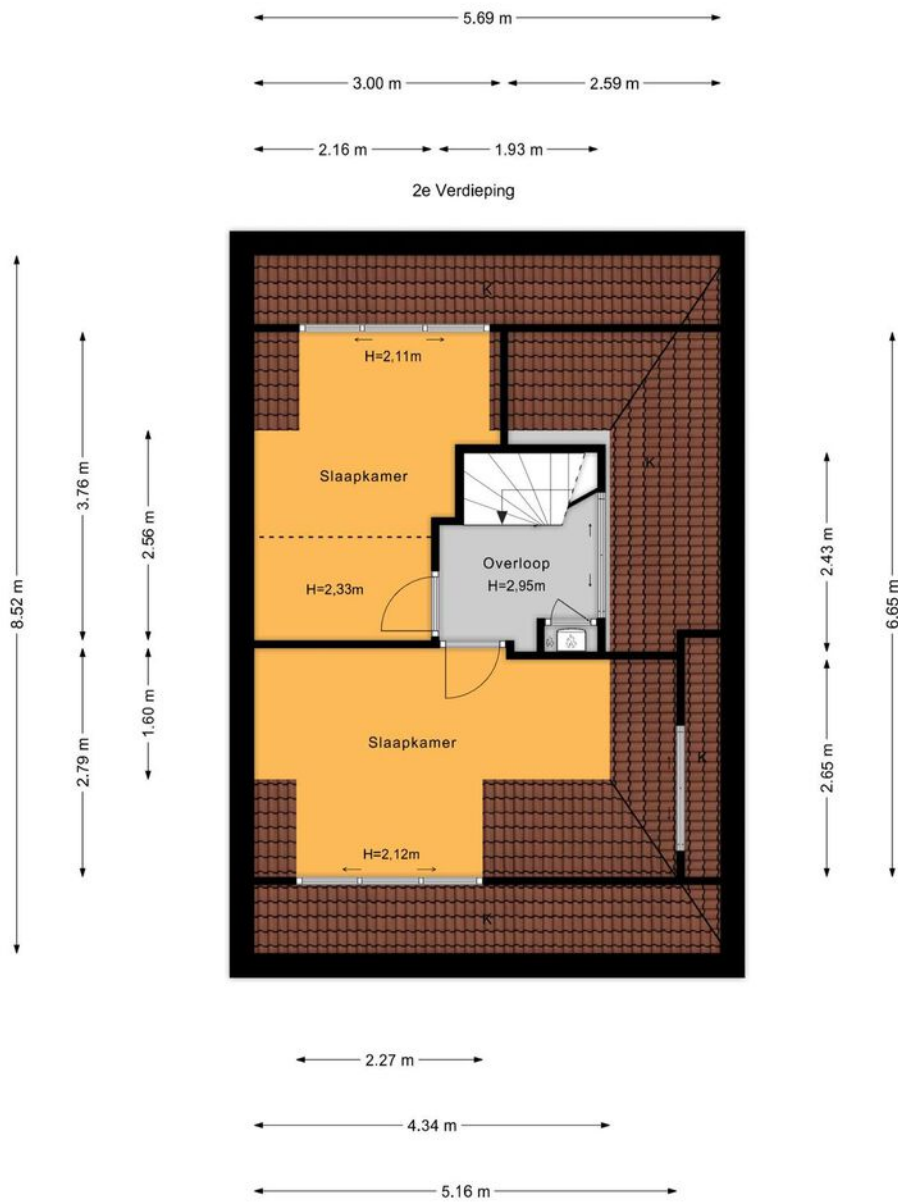 5.69 m
3.00 m
2.59 m
2.16 m
1.93 m
2e Verdieping
K
H=2,11m
3.76 m
2.56 m
Slaapkamer
K
2.43 m
8.52 m
H=2,33m
Overloop
H=2,95m
6.65 m
2.79 m
1.60 m
Slaapkamer
K
2.65 m
H=2,12m
K
2.27 m
4.34 m
5.16 m